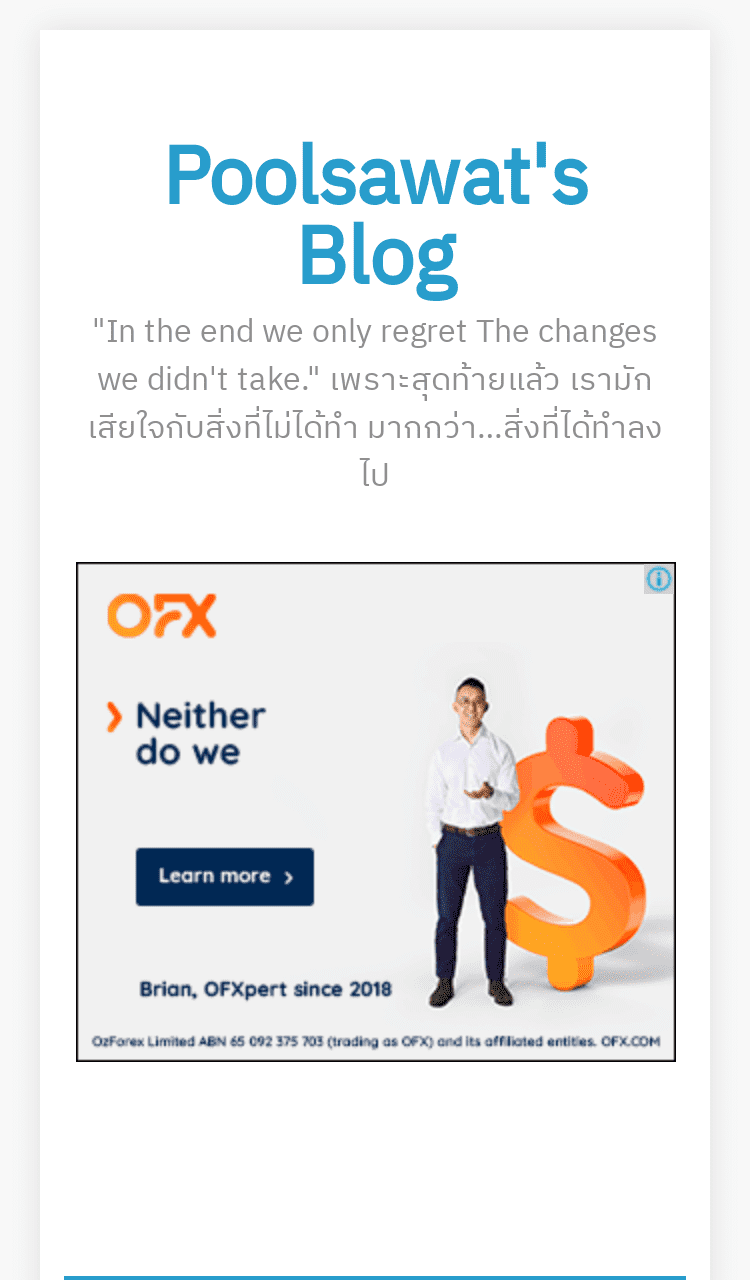 Poolsawat's
Blog
"In the end we only regret The changes
we didn't take." เพราะสุดท้ายแล้ว เรามัก
เสียใจกับสิ่งที่ไม่ได้ทำ มากกว่า...สิ่งที่ได้ทำลง
ไป
OFX
Neither
do we
Learn more
Brian, OFXpert since 2018
OzForex Limited ABN 65 092 375 703 (trading as OFX) and its affiliated entities. OFX.COM